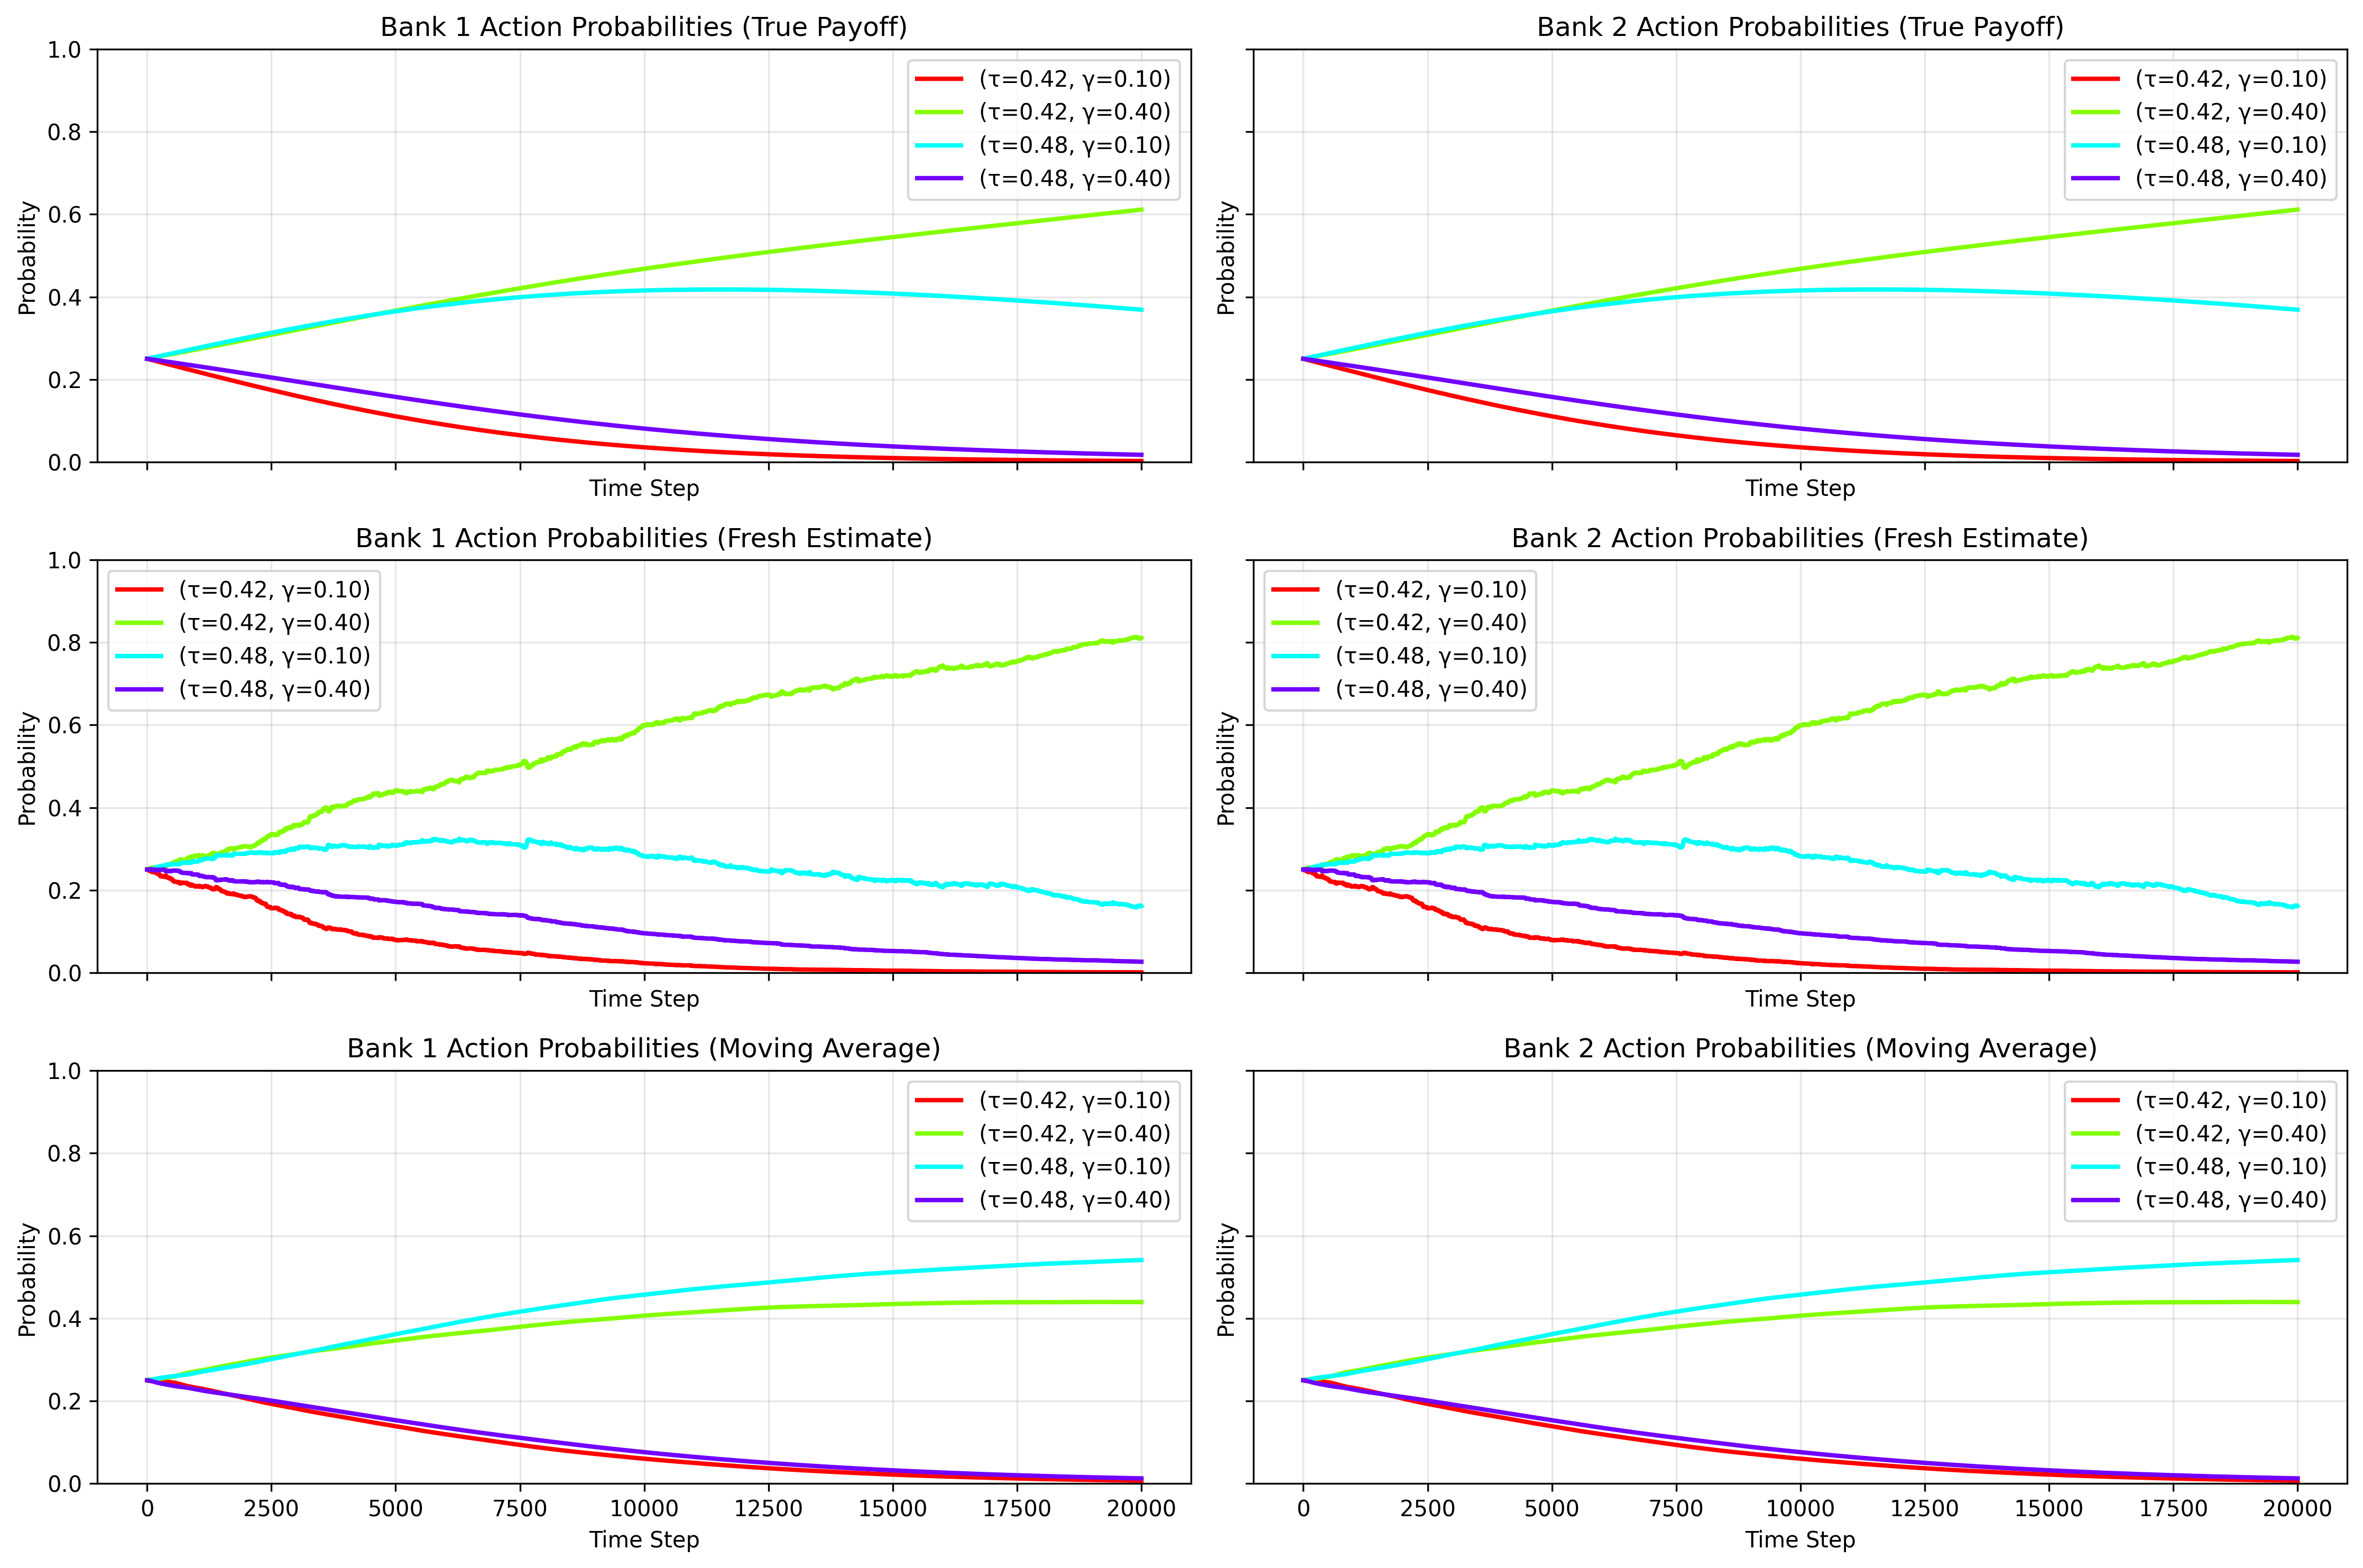 Bank 1 Action Probabilities (True Payoff)
1.0
0.8
0.6
0.4
0.2
0.0
Probability
(τ=0.42, γ=0.10)
(τ=0.42, γ=0.40)
(τ=0.48, γ=0.10)
(τ=0.48, γ=0.40)
Time Step
Bank 2 Action Probabilities (True Payoff)
Probability
(τ=0.42, γ=0.10)
(τ=0.42, γ=0.40)
(τ=0.48, γ=0.10)
(τ=0.48, γ=0.40)
Time Step
Bank 1 Action Probabilities (Fresh Estimate)
1.0
0.8
0.6
0.4
0.2
0.0
Probability
(τ=0.42, γ=0.10)
(τ=0.42, γ=0.40)
(τ=0.48, γ=0.10)
(τ=0.48, γ=0.40)
Time Step
Bank 2 Action Probabilities (Fresh Estimate)
Probability
(τ=0.42, γ=0.10)
(τ=0.42, γ=0.40)
(τ=0.48, γ=0.10)
(τ=0.48, γ=0.40)
Time Step
Bank 1 Action Probabilities (Moving Average)
1.0
0.8
0.6
0.4
0.2
0.0
Probability
(τ=0.42, γ=0.10)
(τ=0.42, γ=0.40)
(τ=0.48, γ=0.10)
(τ=0.48, γ=0.40)
0 2500 5000 7500 10000 12500 15000 17500 20000
Time Step
Bank 2 Action Probabilities (Moving Average)
Probability
(τ=0.42, γ=0.10)
(τ=0.42, γ=0.40)
(τ=0.48, γ=0.10)
(τ=0.48, γ=0.40)
0 2500 5000 7500 10000 12500 15000 17500 20000
Time Step